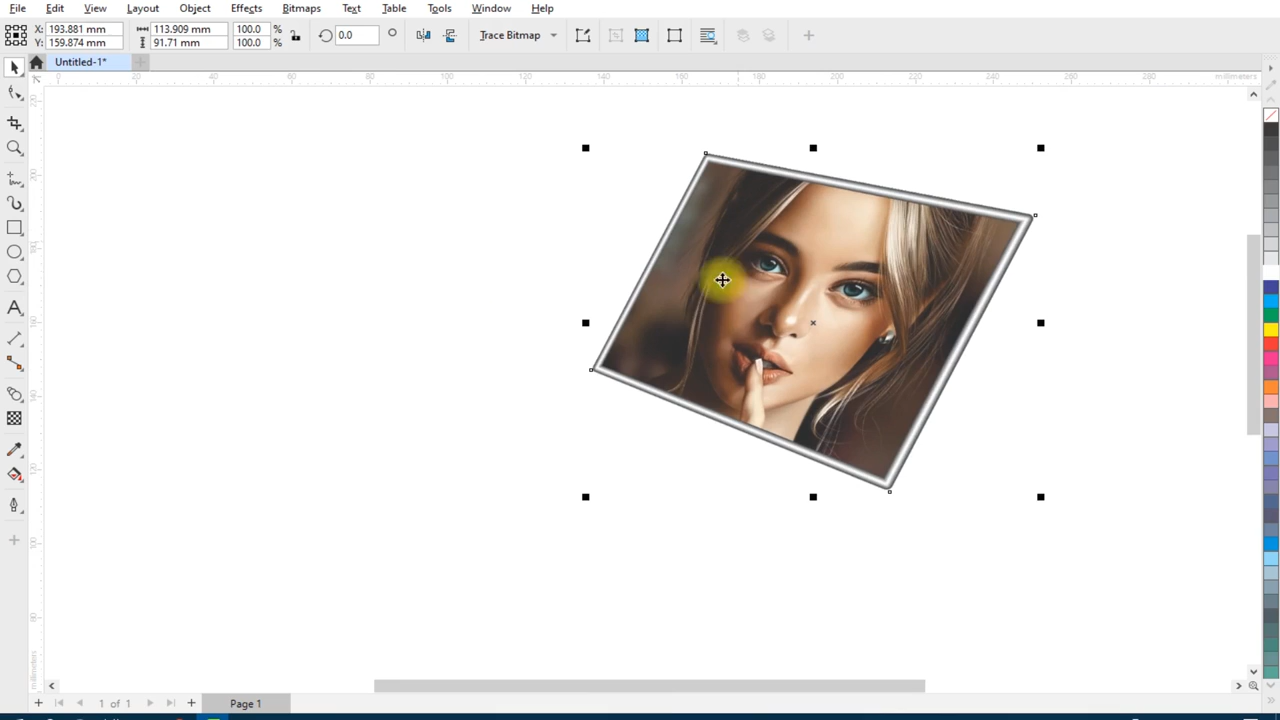 File Edit View Layout Object Effects Bitmaps Text Table Tools Window Help
X: 193.881 mm 113.909 mm 100.0 %
Y: 159.874 mm 91.71 mm 100.0 %
0.0
Trace Bitmap
Untitled-1*
millimeters
millimeters
1 of 1
Page 1